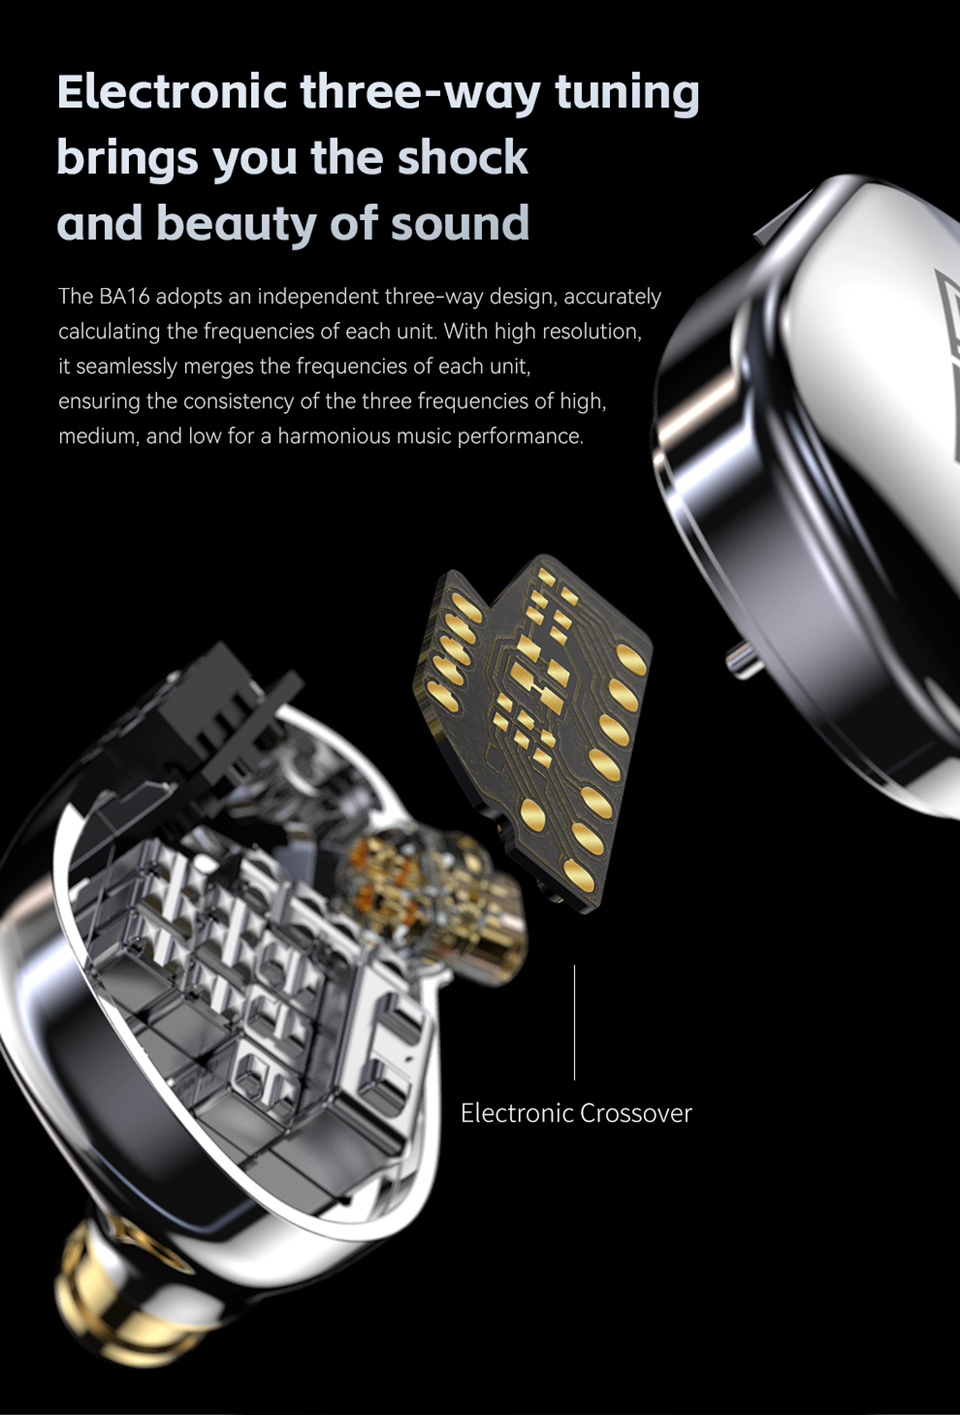 Electronic three-way tuning
brings you the shock
and beauty of sound
The BA16 adopts an independent three-way design, accurately
calculating the frequencies of each unit. With high resolution,
it seamlessly merges the frequencies of each unit,
ensuring the consistency of the three frequencies of high,
medium, and low for a harmonious music performance.
Electronic Crossover